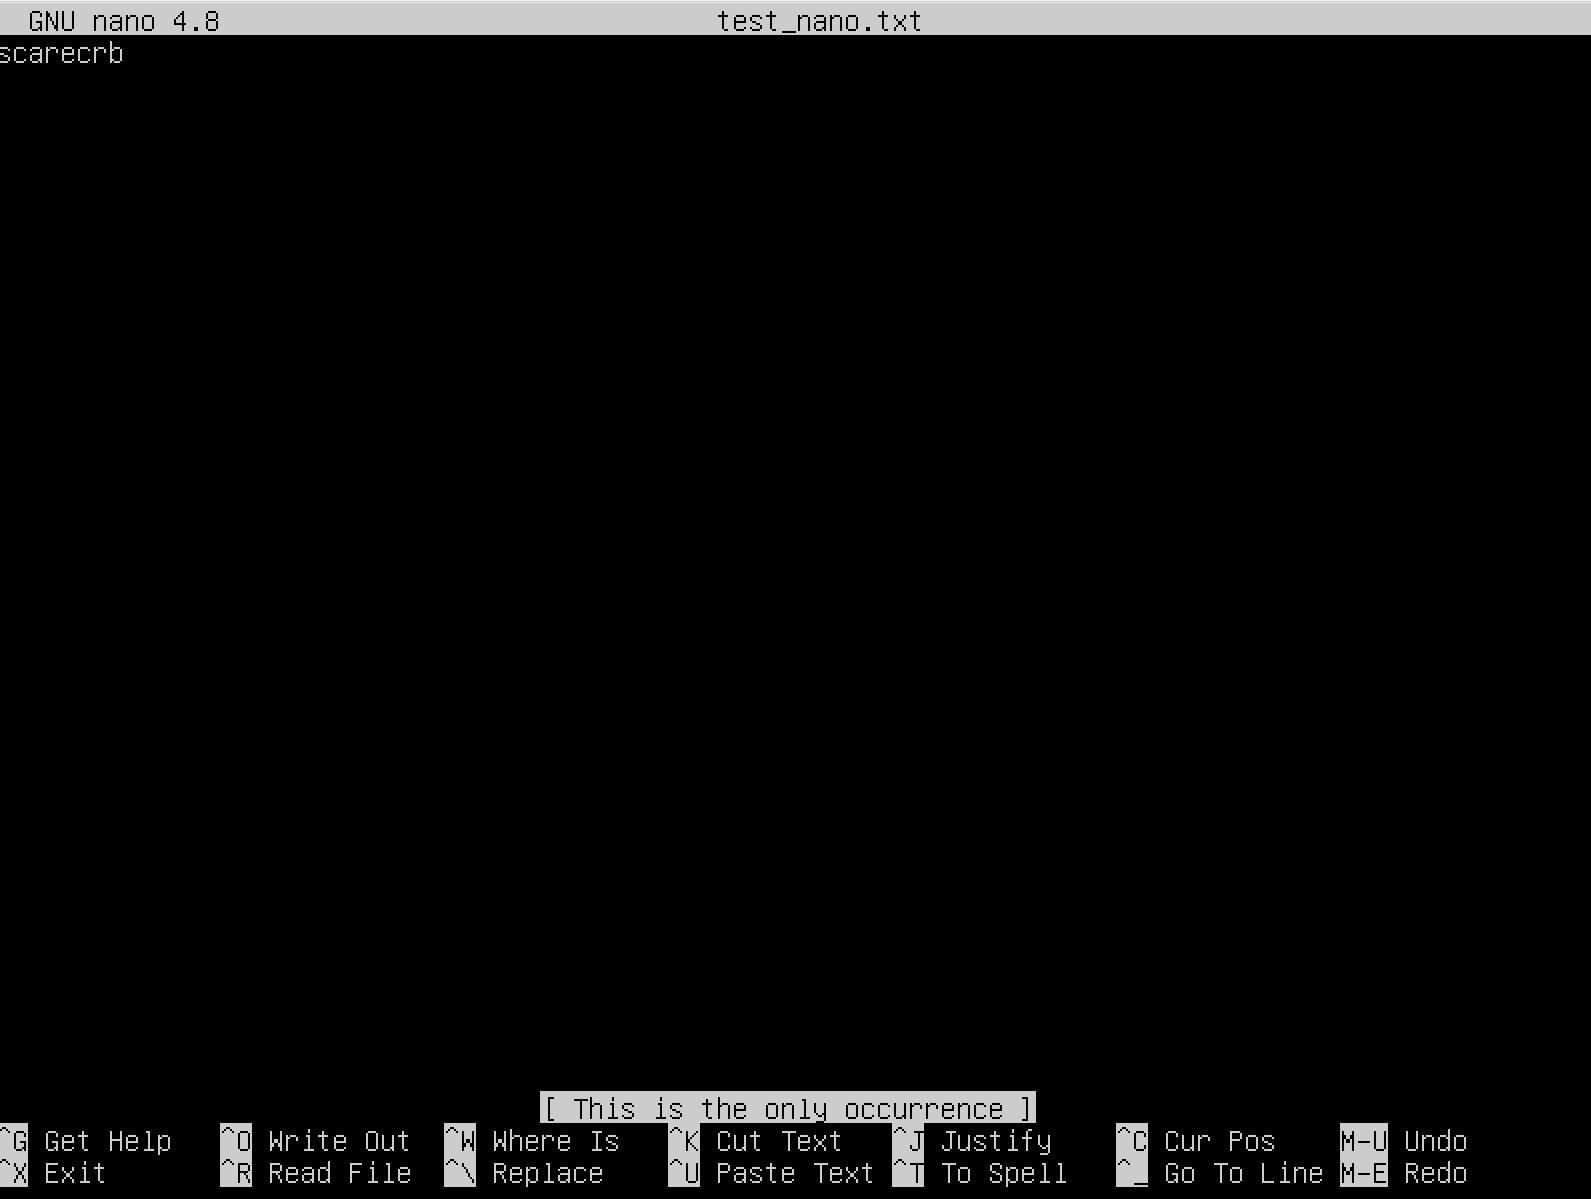 GNU nano 4.8 test_nano.txt
scarecrb
[ This is the only occurrence ]
^G Get Help ^O Write Out ^W Where Is ^K Cut Text ^J Justify ^C Cur Pos M-U Undo
^X Exit ^R Read File ^\ Replace ^U Paste Text ^T To Spell ^_ Go To Line M-E Redo